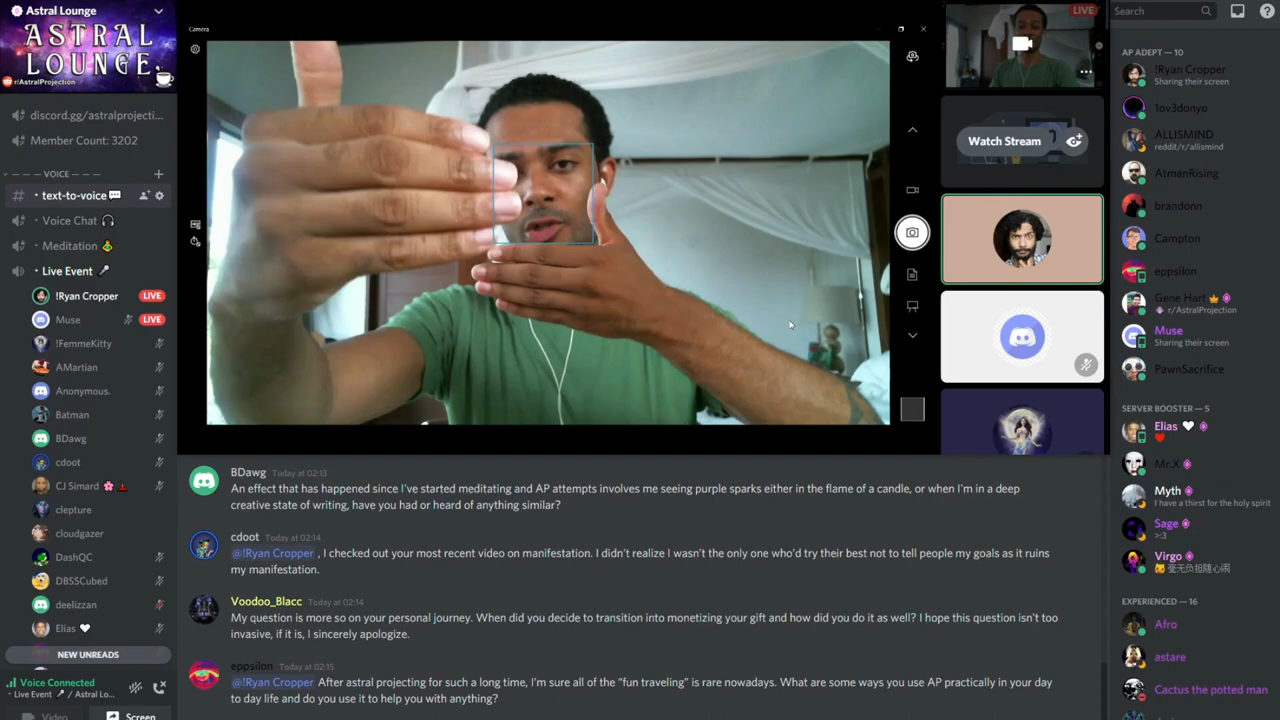 Astral Lounge
ASTRAL
LOUNGE
r/AstralProjection
discord.gg/astralprojecti...
Member Count: 3202
— — — VOICE — — —
text-to-voice
Voice Chat
Meditation
Live Event
!Ryan Cropper LIVE
Muse LIVE
!FemmeKitty
AMartian
Anonymous.
Batman
BDawg
cdoot
CJ Simard
clepture
cloudgazer
DashQC
DBSSCubed
deelizzan
Elias
NEW UNREADS
Voice Connected
Live Event / Astral Lo...
Video
Screen
Camera
LIVE
Watch Stream
BDawg Today at 02:13
An effect that has happened since I've started meditating and AP attempts involves me seeing purple sparks either in the flame of a candle, or when I'm in a deep
creative state of writing, have you had or heard of anything similar?
cdoot Today at 02:14
@!Ryan Cropper , I checked out your most recent video on manifestation. I didn't realize I wasn't the only one who'd try their best not to tell people my goals as it ruins
my manifestation.
Voodoo_Blacc Today at 02:14
My question is more so on your personal journey. When did you decide to transition into monetizing your gift and how did you do it as well? I hope this question isn't too
invasive, if it is, I sincerely apologize.
eppsilon Today at 02:15
@!Ryan Cropper After astral projecting for such a long time, I'm sure all of the “fun traveling” is rare nowadays. What are some ways you use AP practically in your day
to day life and do you use it to help you with anything?
Search
AP ADEPT — 10
!Ryan Cropper
Sharing their screen
1ov3donyo
ALLISMIND
reddit/r/allismind
AtmanRising
brandonn
Campton
eppsilon
Gene Hart
r/AstralProjection
Muse
Sharing their screen
PawnSacrifice
SERVER BOOSTER — 5
Elias
Mr.X
Myth
I have a thirst for the holy spirit
Sage
>:3
Virgo
毫无负担随心闹
EXPERIENCED — 16
Afro
astare
Cactus the potted man